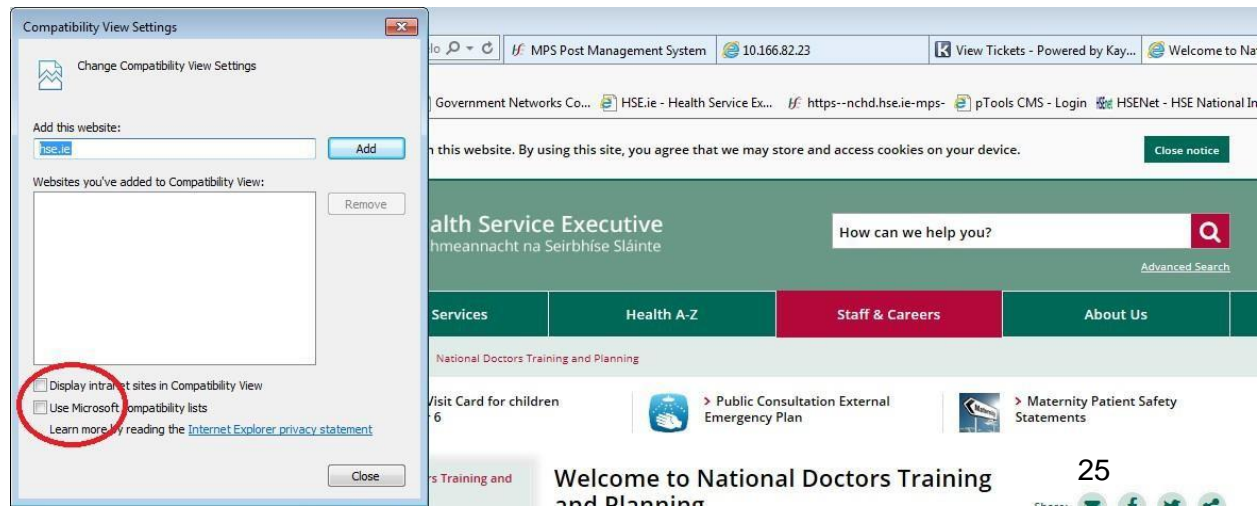 Compatibility View Settings
Change Compatibility View Settings
Add this website:
hse.ie
Add
Websites you've added to Compatibility View:
Remove
Display intranet sites in Compatibility View
Use Microsoft compatibility lists
Learn more by reading the Internet Explorer privacy statement
Close
MPS Post Management System
10.166.82.23
View Tickets - Powered by Kay...
Welcome to Na
Government Networks Co...
HSE.ie - Health Service Ex...
https--nchd.hse.ie-mps-
pTools CMS - Login
HSENet - HSE National In
this website. By using this site, you agree that we may store and access cookies on your device.
Close notice
alth Service Executive
hmeannacht na Seirbhíse Sláinte
How can we help you?
Advanced Search
Services
Health A-Z
Staff & Careers
About Us
National Doctors Training and Planning
Visit Card for children
6
> Public Consultation External
Emergency Plan
> Maternity Patient Safety
Statements
rs Training and
Welcome to National Doctors Training
and Planning
25